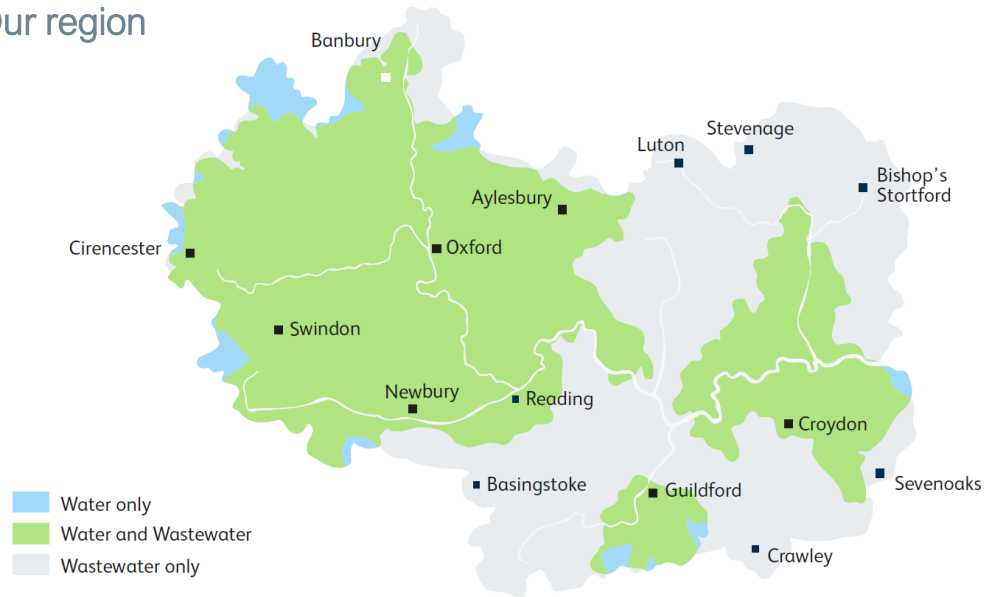 Our region
Banbury
Stevenage
Luton
Bishop's
Stortford
Aylesbury
Cirencester
Oxford
Swindon
Newbury
Reading
Croydon
Basingstoke
Guildford
Sevenoaks
Crawley
Water only
Water and Wastewater
Wastewater only